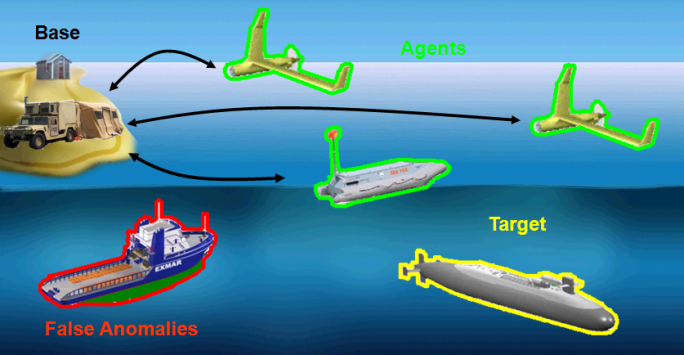 Base
Agents
Target
EXMAR
False Anomalies